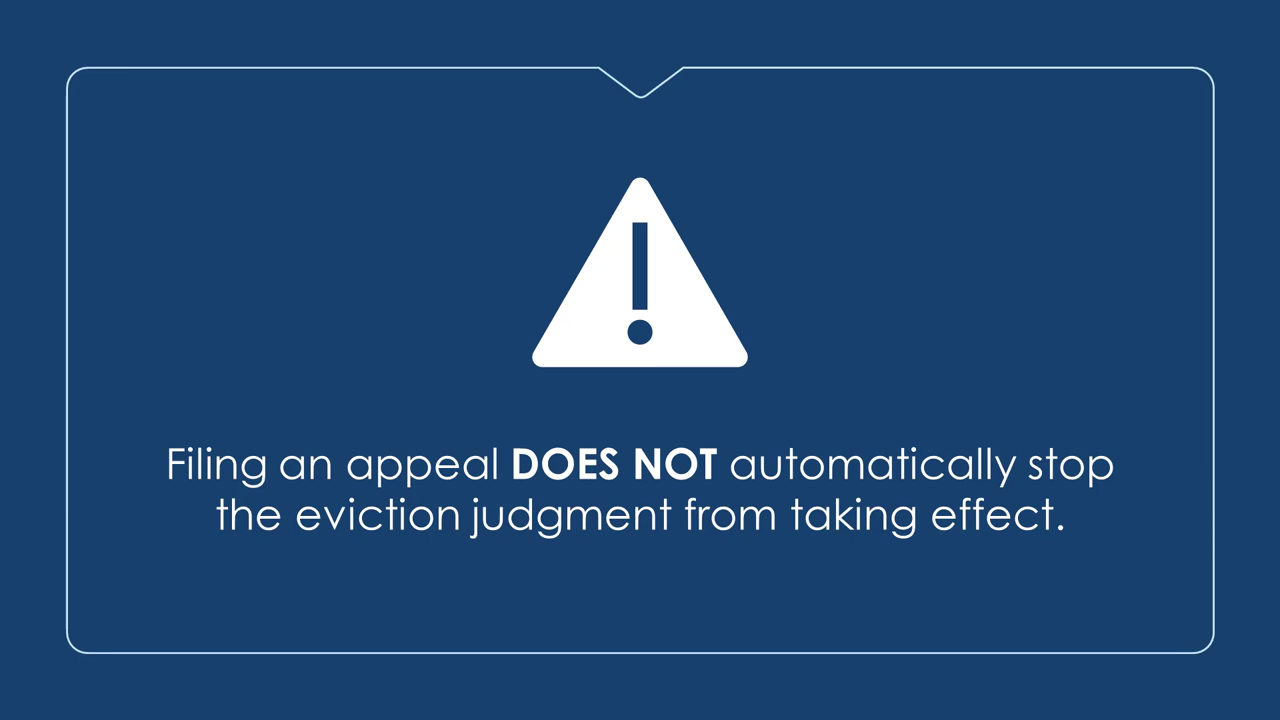 Filing an appeal DOES NOT automatically stop
the eviction judgment from taking effect.